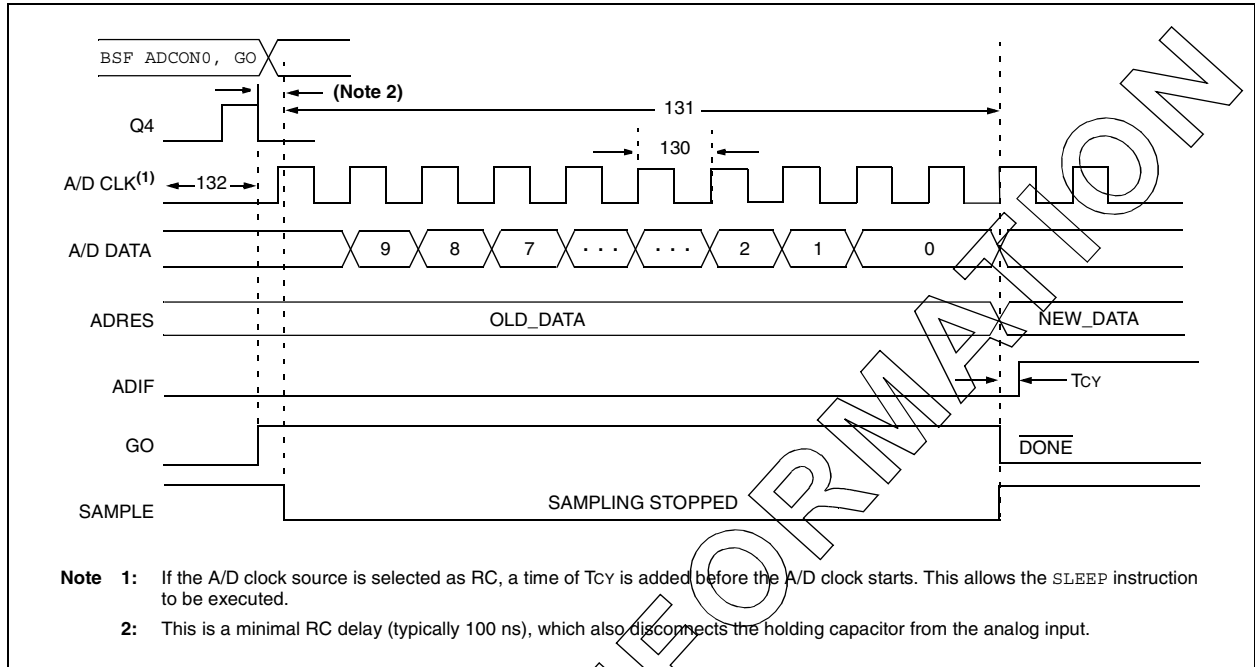 BSF ADCON0, GO
(Note 2)
131
Q4
130
A/D CLK(1)
132
A/D DATA
9 8 7 . . . . . . 2 1 0
ADRES
OLD_DATA
NEW_DATA
ADIF
TCY
GO
DONE
SAMPLE
SAMPLING STOPPED
Note 1: If the A/D clock source is selected as RC, a time of TCY is added before the A/D clock starts. This allows the SLEEP instruction
to be executed.
2: This is a minimal RC delay (typically 100 ns), which also disconnects the holding capacitor from the analog input.